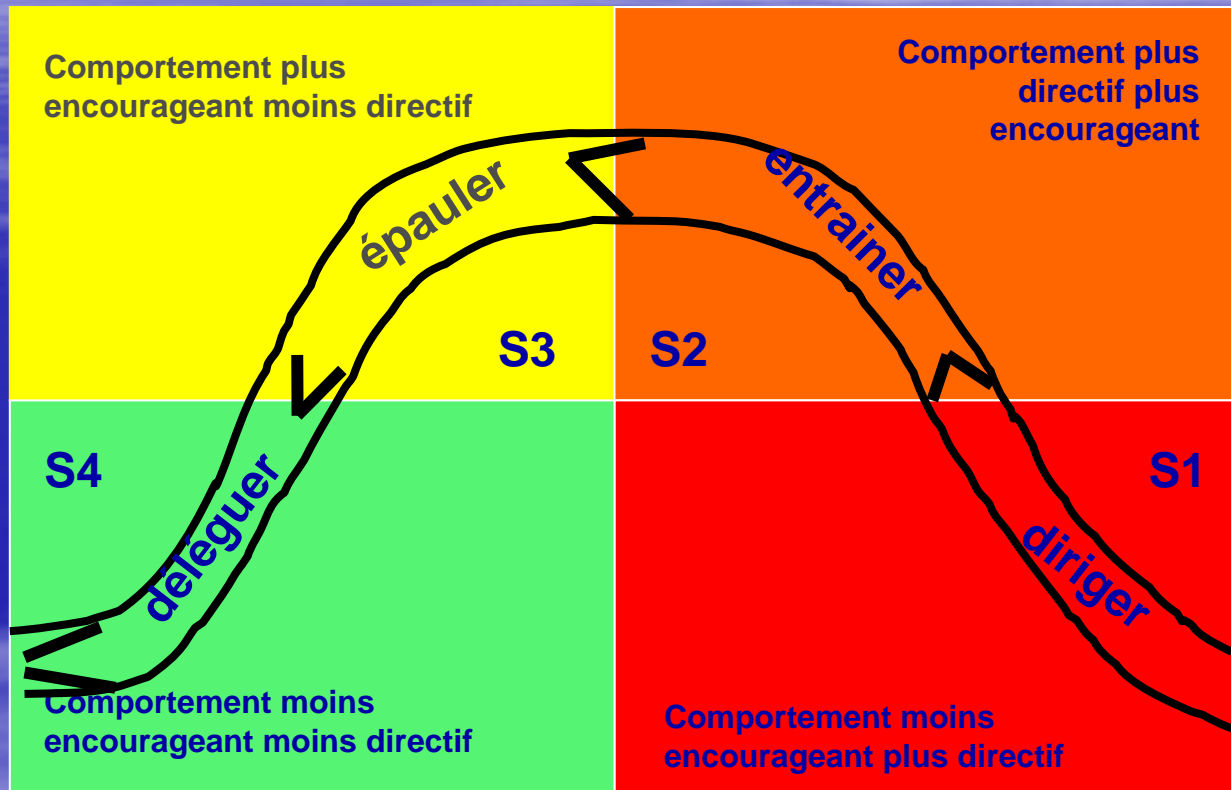 Comportement plus
encourageant moins directif
Comportement plus
directif plus
encourageant
épauler
entrainer
S3
S2
S4
S1
déléguer
diriger
Comportement moins
encourageant moins directif
Comportement moins
encourageant plus directif